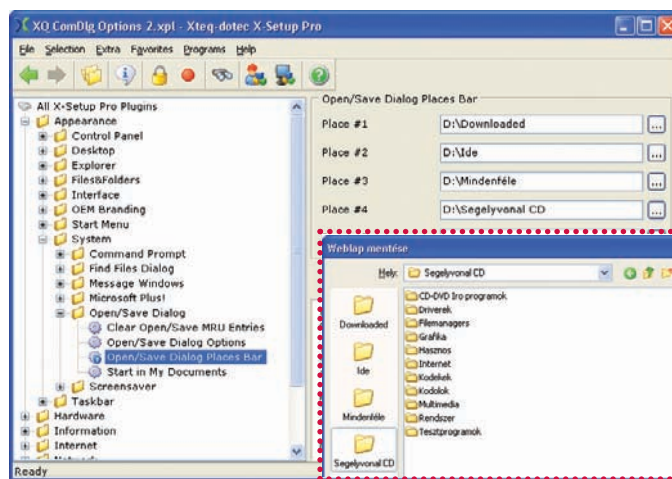 XQ ComDlg Options 2.xpl - Xteq-dotec X-Setup Pro
File Selection Extra Favorites Programs Help
All X-Setup Pro Plugins
Appearance
Control Panel
Desktop
Explorer
Files&Folders
Interface
OEM Branding
Start Menu
System
Command Prompt
Find Files Dialog
Message Windows
Microsoft Plus!
Open/Save Dialog
Clear Open/Save MRU Entries
Open/Save Dialog Options
Open/Save Dialog Places Bar
Start in My Documents
Screensaver
Taskbar
Hardware
Information
Internet
Ready
Open/Save Dialog Places Bar
Place #1 D:\Downloaded ...
Place #2 D:\Ide ...
Place #3 D:\Mindenféle ...
Place #4 D:\Segelyvonal CD ...
Weblap mentése
Hely: Segelyvonal CD
Downloaded
Ide
Mindenféle
Segelyvonal CD
CD-DVD Iro programok
Driverek
Filemanagers
Grafika
Hasznos
Internet
Kodekek
Kodolok
Multimedia
Rendszer
Tesztprogramok